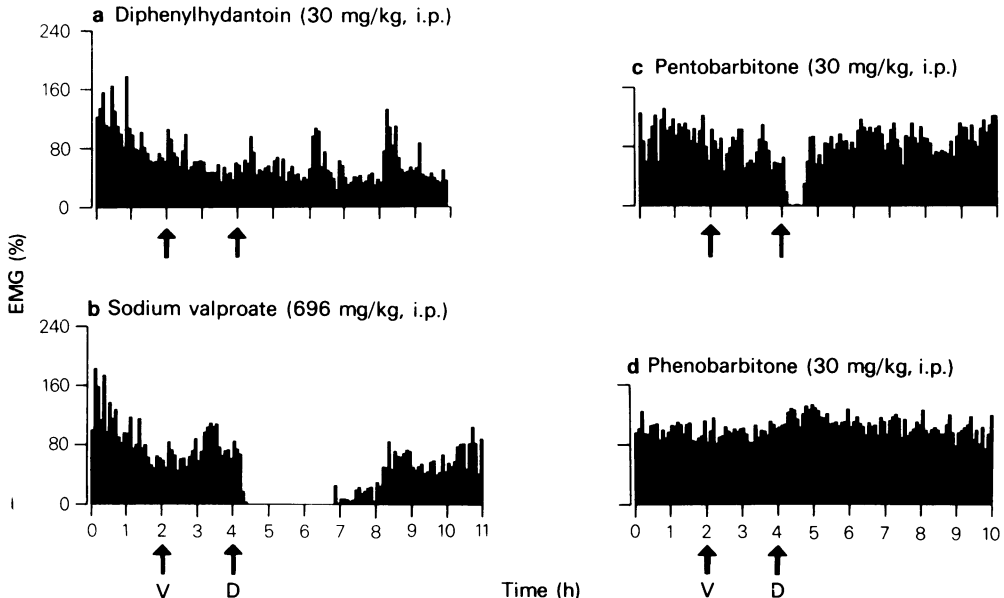 a Diphenylhydantoin (30 mg/kg, i.p.)
240
160
80
0
EMG (%)
b Sodium valproate (696 mg/kg, i.p.)
240
160
80
0
0 1 2 3 4 5 6 7 8 9 10 11
V D
c Pentobarbitone (30 mg/kg, i.p.)
d Phenobarbitone (30 mg/kg, i.p.)
0 1 2 3 4 5 6 7 8 9 10
V D
Time (h)